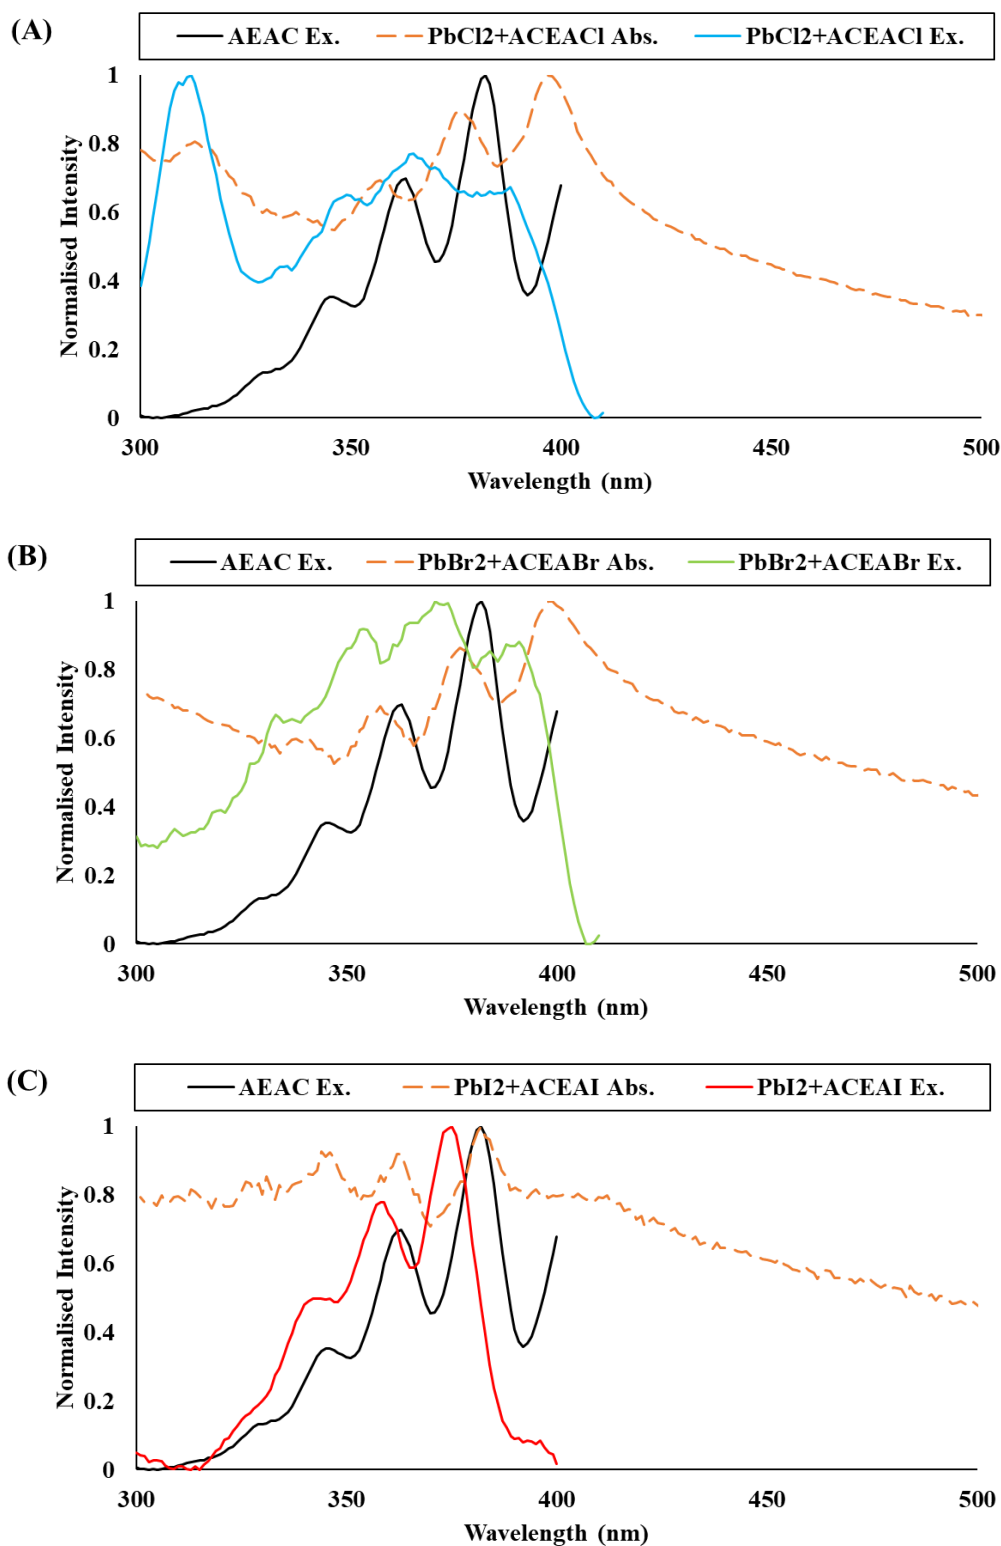 (A)
AEAC Ex. PbCl2+ACEACl Abs. PbCl2+ACEACl Ex.
1
0.8
0.6
0.4
0.2
0
Normalised Intensity
300 350 400 450 500
Wavelength (nm)
(B)
AEAC Ex. PbBr2+ACEABr Abs. PbBr2+ACEABr Ex.
1
0.8
0.6
0.4
0.2
0
Normalised Intensity
300 350 400 450 500
Wavelength (nm)
(C)
AEAC Ex. PbI2+ACEAI Abs. PbI2+ACEAI Ex.
1
0.8
0.6
0.4
0.2
0
Normalised Intensity
300 350 400 450 500
Wavelength (nm)